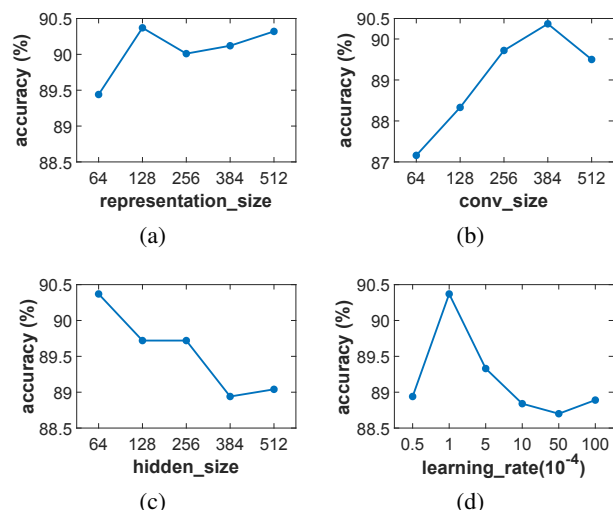 90.5
90
89.5
89
88.5
accuracy (%)
64 128 256 384 512
representation_size
(a)
90.5
90
89
88
87
accuracy (%)
64 128 256 384 512
conv_size
(b)
90.5
90
89.5
89
88.5
accuracy (%)
64 128 256 384 512
hidden_size
(c)
90.5
90
89.5
89
88.5
accuracy (%)
0.5 1 5 10 50 100
learning_rate(10⁻⁴)
(d)